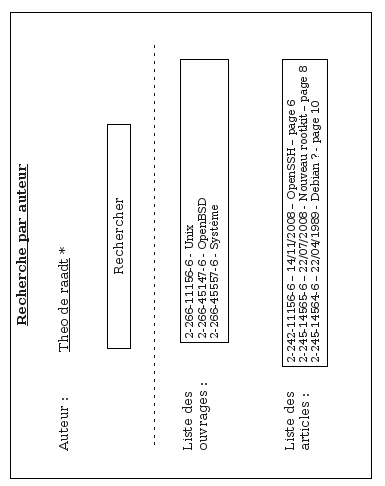 Recherche par auteur
Auteur : Theo de raadt *
Rechercher
Liste des
ouvrages :
2-266-11156-6 - Unix
2-266-45147-6 - OpenBSD
2-266-45557-6 - Système
Liste des
articles :
2-242-11156-6 – 14/11/2008 – OpenSSH – page 6
2-245-14565-6 – 22/07/2008 - Nouveau rootkit – page 8
2-245-14564-6 – 22/04/1989 - Debian ? - page 10